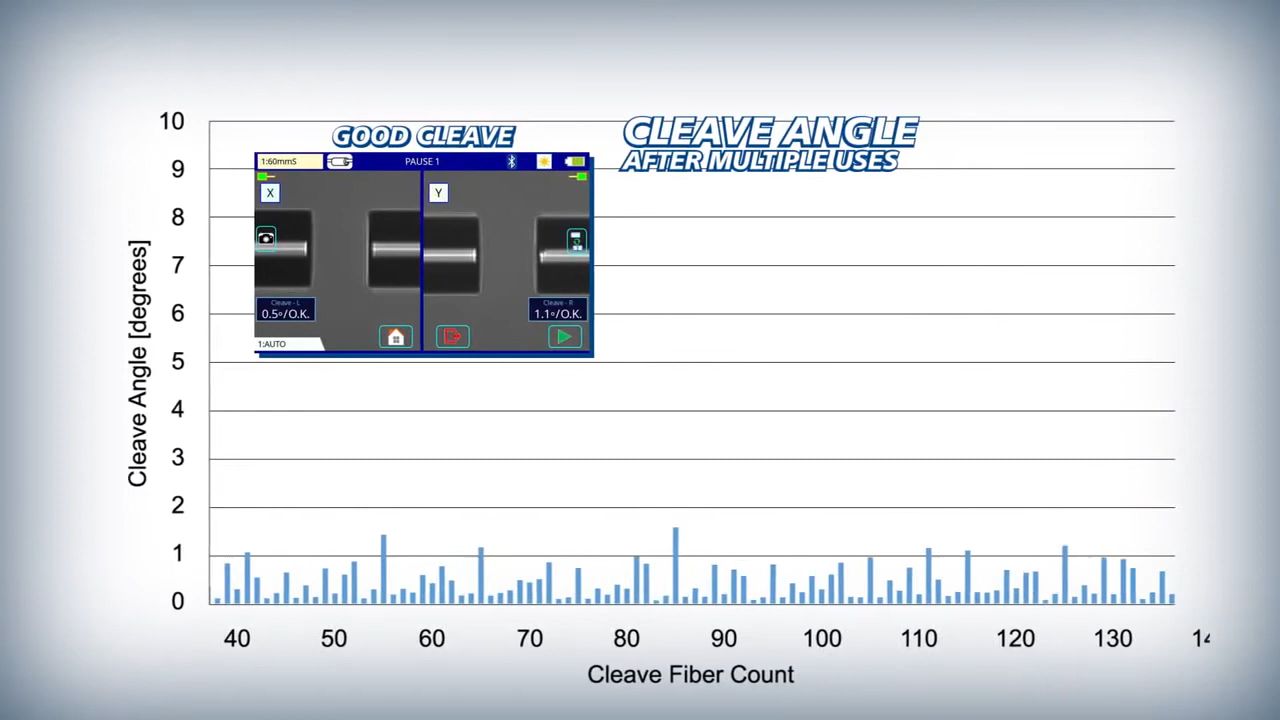 CLEAVE ANGLE
AFTER MULTIPLE USES
GOOD CLEAVE
1:60mmS
PAUSE 1
X
Y
Cleave - L
0.5°/O.K.
Cleave - R
1.1°/O.K.
1:AUTO
Cleave Angle [degrees]
10
9
8
7
6
5
4
3
2
1
0
40 50 60 70 80 90 100 110 120 130
Cleave Fiber Count